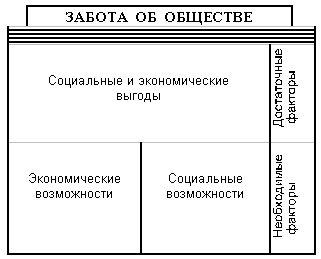 ЗАБОТА ОБ ОБЩЕСТВЕ
Социальные и экономические
выгоды
Достаточные
факторы
Экономические
возможности
Социальные
возможности
Необходимые
факторы